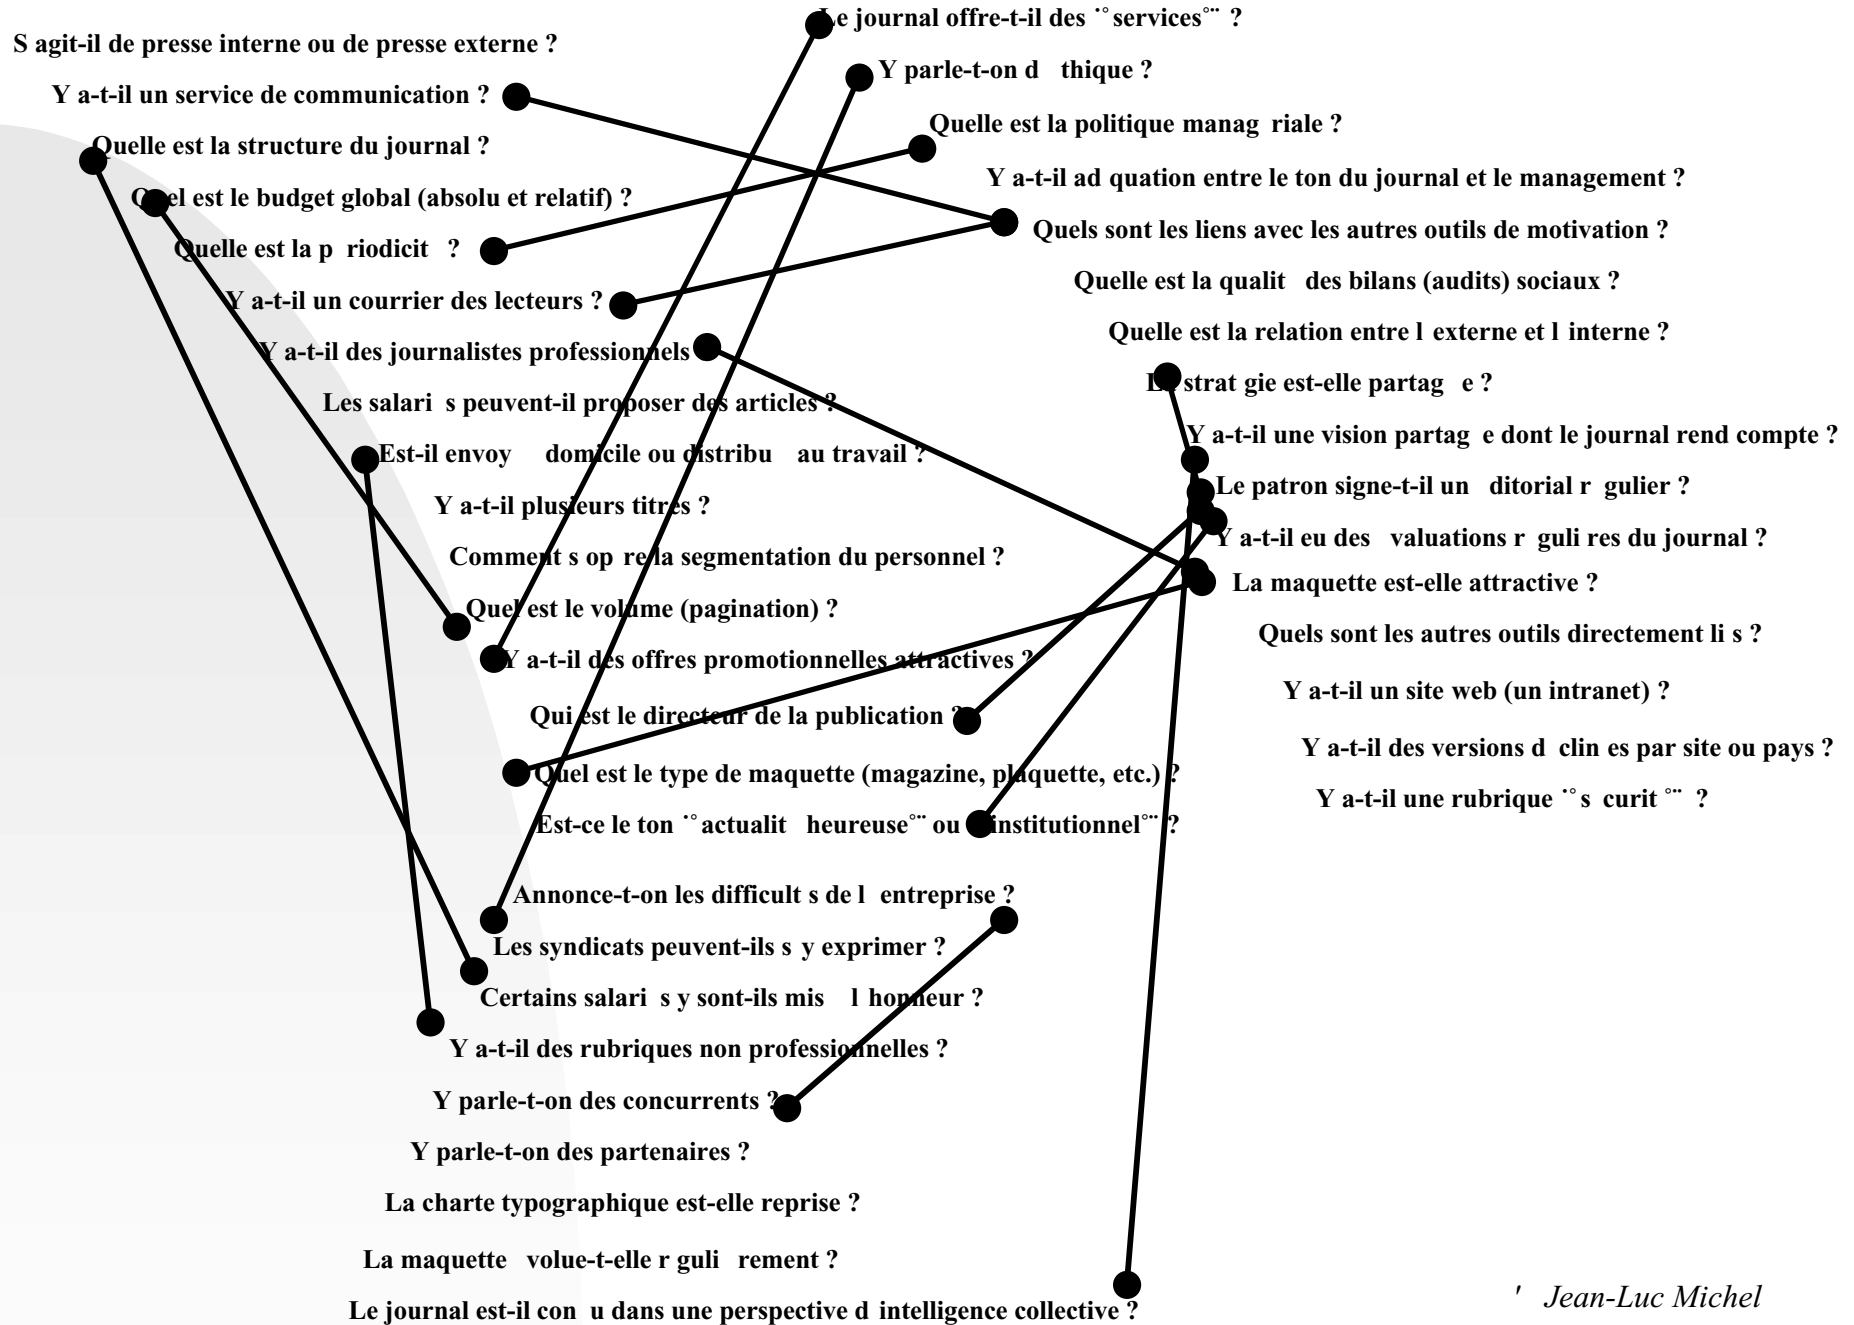 S agit-il de presse interne ou de presse externe ?
Y a-t-il un service de communication ?
Quelle est la structure du journal ?
Quel est le budget global (absolu et relatif) ?
Quelle est la p riodicit ?
Y a-t-il un courrier des lecteurs ?
Y a-t-il des journalistes professionnels
Les salari s peuvent-il proposer des articles ?
Est-il envoy domicile ou distribu au travail ?
Y a-t-il plusieurs titres ?
Comment s op re la segmentation du personnel ?
Quel est le volume (pagination) ?
Y a-t-il des offres promotionnelles attractives ?
Qui est le directeur de la publication ?
Quel est le type de maquette (magazine, plaquette, etc.) ?
Est-ce le ton ¨°actualit heureuse°¨ ou institutionnel°¨ ?
Annonce-t-on les difficult s de l entreprise ?
Les syndicats peuvent-ils s y exprimer ?
Certains salari s y sont-ils mis l honneur ?
Y a-t-il des rubriques non professionnelles ?
Y parle-t-on des concurrents ?
Y parle-t-on des partenaires ?
La charte typographique est-elle reprise ?
La maquette volue-t-elle r guli rement ?
Le journal est-il con u dans une perspective d intelligence collective ?
Le journal offre-t-il des ¨°services°¨ ?
Y parle-t-on d thique ?
Quelle est la politique manag riale ?
Y a-t-il ad quation entre le ton du journal et le management ?
Quels sont les liens avec les autres outils de motivation ?
Quelle est la qualit des bilans (audits) sociaux ?
Quelle est la relation entre l externe et l interne ?
La strat gie est-elle partag e ?
Y a-t-il une vision partag e dont le journal rend compte ?
Le patron signe-t-il un ditorial r gulier ?
Y a-t-il eu des valuations r guli res du journal ?
La maquette est-elle attractive ?
Quels sont les autres outils directement li s ?
Y a-t-il un site web (un intranet) ?
Y a-t-il des versions d clin es par site ou pays ?
Y a-t-il une rubrique ¨°s curit °¨ ?
' Jean-Luc Michel